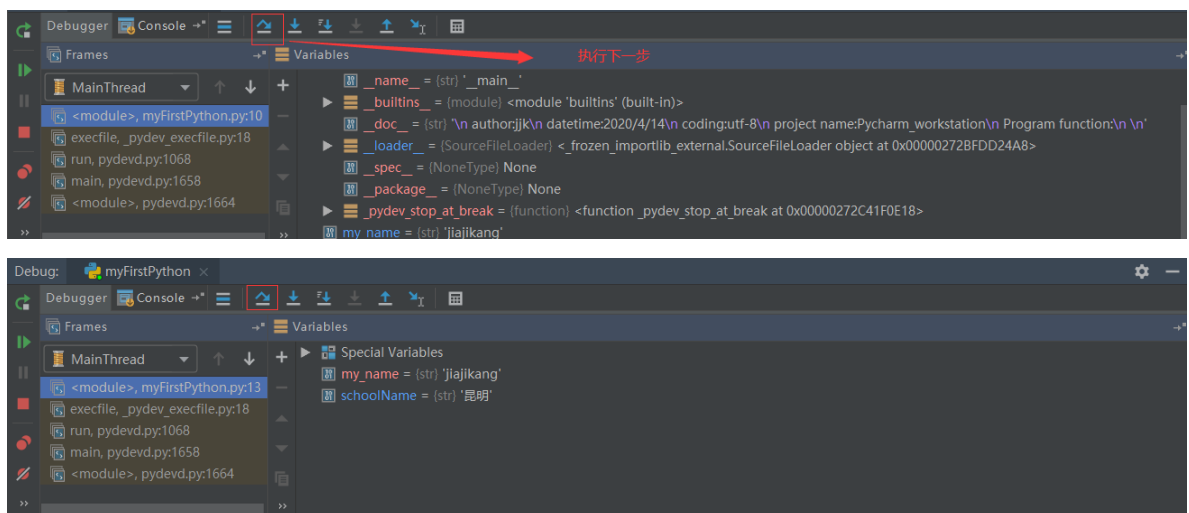 Debugger Console
Frames
Variables
执行下一步
MainThread
__name__ = {str} '__main__'
__builtins__ = {module} <module 'builtins' (built-in)>
__doc__ = {str} '\n author:jjk\n datetime:2020/4/14\n coding:utf-8\n project name:Pycharm_workstation\n Program function:\n \n'
__loader__ = {SourceFileLoader} <_frozen_importlib_external.SourceFileLoader object at 0x00000272BFDD24A8>
__spec__ = {NoneType} None
__package__ = {NoneType} None
_pydev_stop_at_break = {function} <function _pydev_stop_at_break at 0x00000272C41F0E18>
my_name = {str} 'jiajikang'
<module>, myFirstPython.py:10
execfile, _pydev_execfile.py:18
run, pydevd.py:1068
main, pydevd.py:1658
<module>, pydevd.py:1664
Debug: myFirstPython
Debugger Console
Frames
Variables
MainThread
Special Variables
my_name = {str} 'jiajikang'
schoolName = {str} '昆明'
<module>, myFirstPython.py:13
execfile, _pydev_execfile.py:18
run, pydevd.py:1068
main, pydevd.py:1658
<module>, pydevd.py:1664